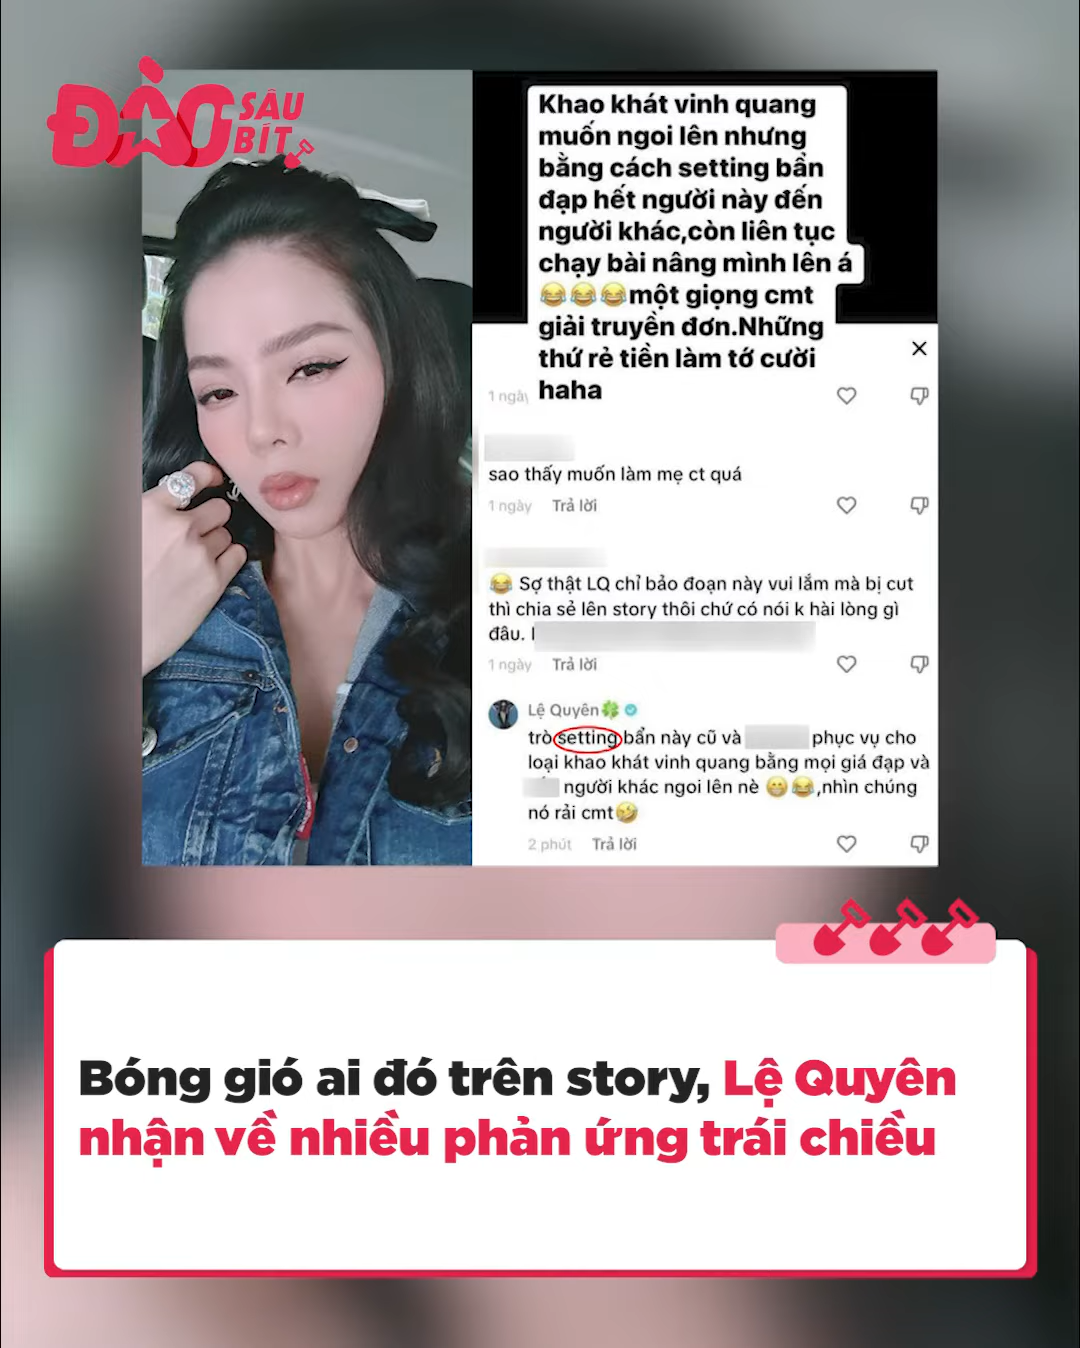 ĐÀO SÂU
BÍT
Khao khát vinh quang
muốn ngoi lên nhưng
bằng cách setting bẩn
đạp hết người này đến
người khác,còn liên tục
chạy bài nâng mình lên á
😂😂😂một giọng cmt
giải truyền đơn.Những
thứ rẻ tiền làm tớ cười
haha
1 ngày
sao thấy muốn làm mẹ ct quá
1 ngày Trả lời
😂 Sợ thật LQ chỉ bảo đoạn này vui lắm mà bị cut
thì chia sẻ lên story thôi chứ có nói k hài lòng gì
đâu.
1 ngày Trả lời
Lệ Quyên🍀
trò setting bẩn này cũ và phục vụ cho
loại khao khát vinh quang bằng mọi giá đạp và
người khác ngoi lên nè 😁😂,nhìn chúng
nó rải cmt🤣
2 phút Trả lời
Bóng gió ai đó trên story, Lệ Quyên
nhận về nhiều phản ứng trái chiều